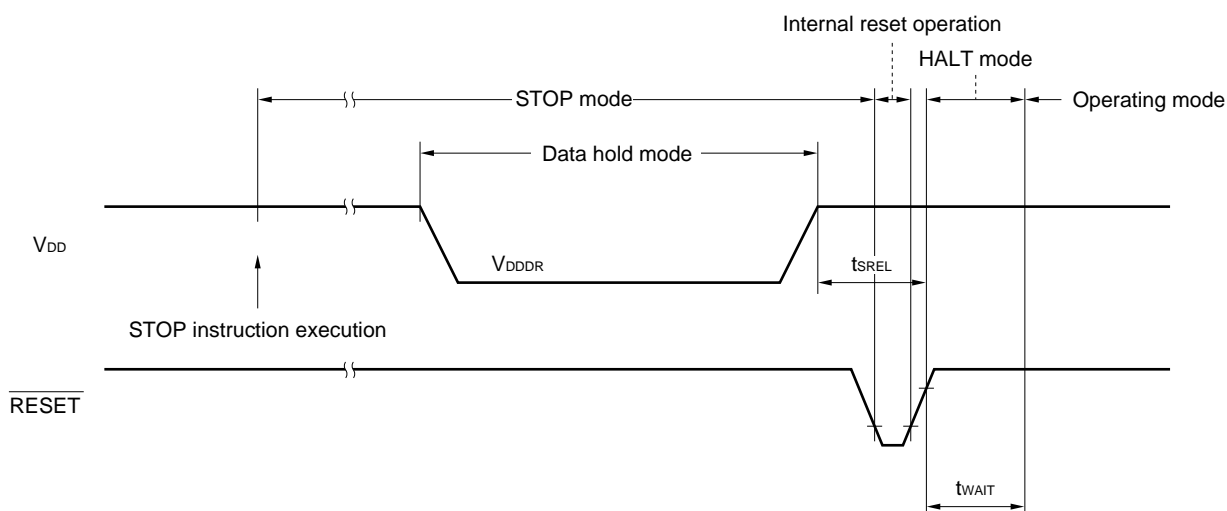 Internal reset operation
HALT mode
STOP mode
Operating mode
Data hold mode
VDD
VDDDR
tSREL
STOP instruction execution
RESET
tWAIT